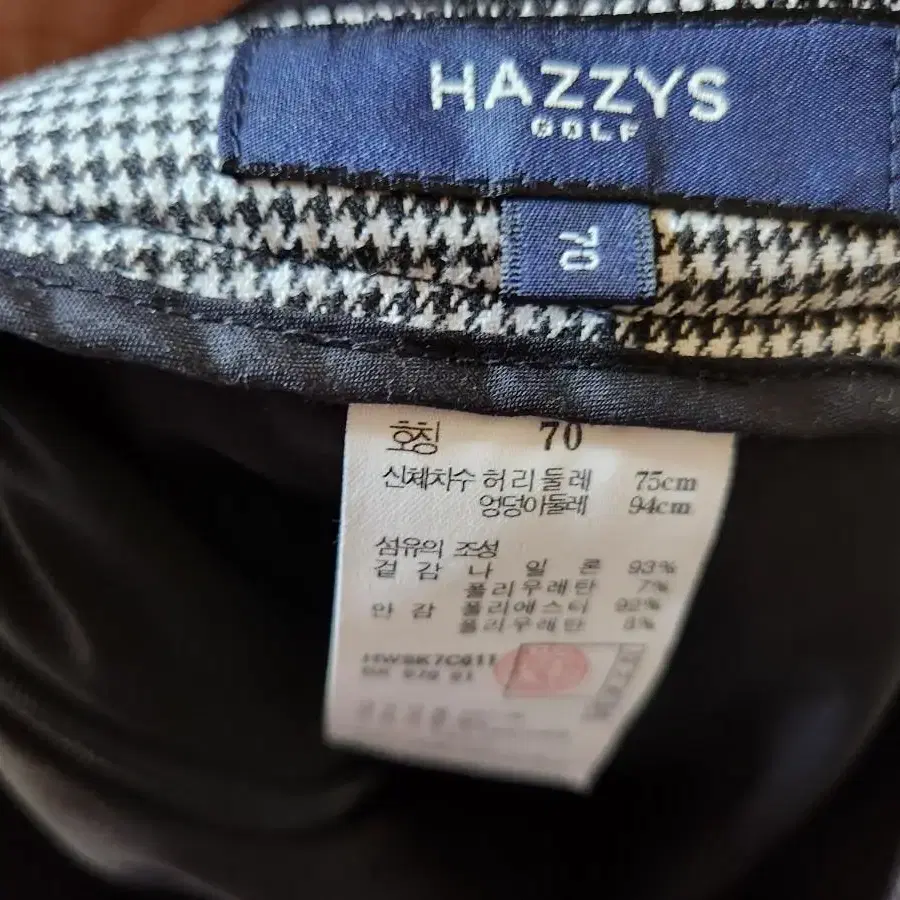 HAZZYS
GOLF
70
호칭 70
신체치수 허리둘레 75cm
엉덩이둘레 94cm
섬유의 조성
겉감 나일론 93%
폴리우레탄 7%
안감 폴리에스터 92%
폴리우레탄 8%